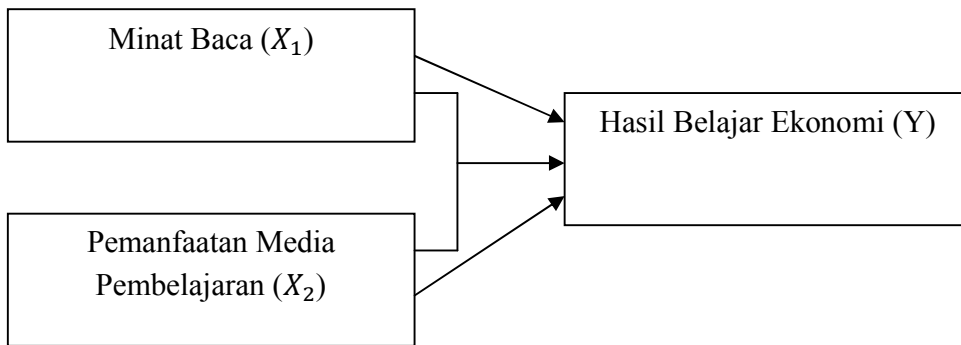 Minat Baca (X₁)
Hasil Belajar Ekonomi (Y)
Pemanfaatan Media
Pembelajaran (X₂)